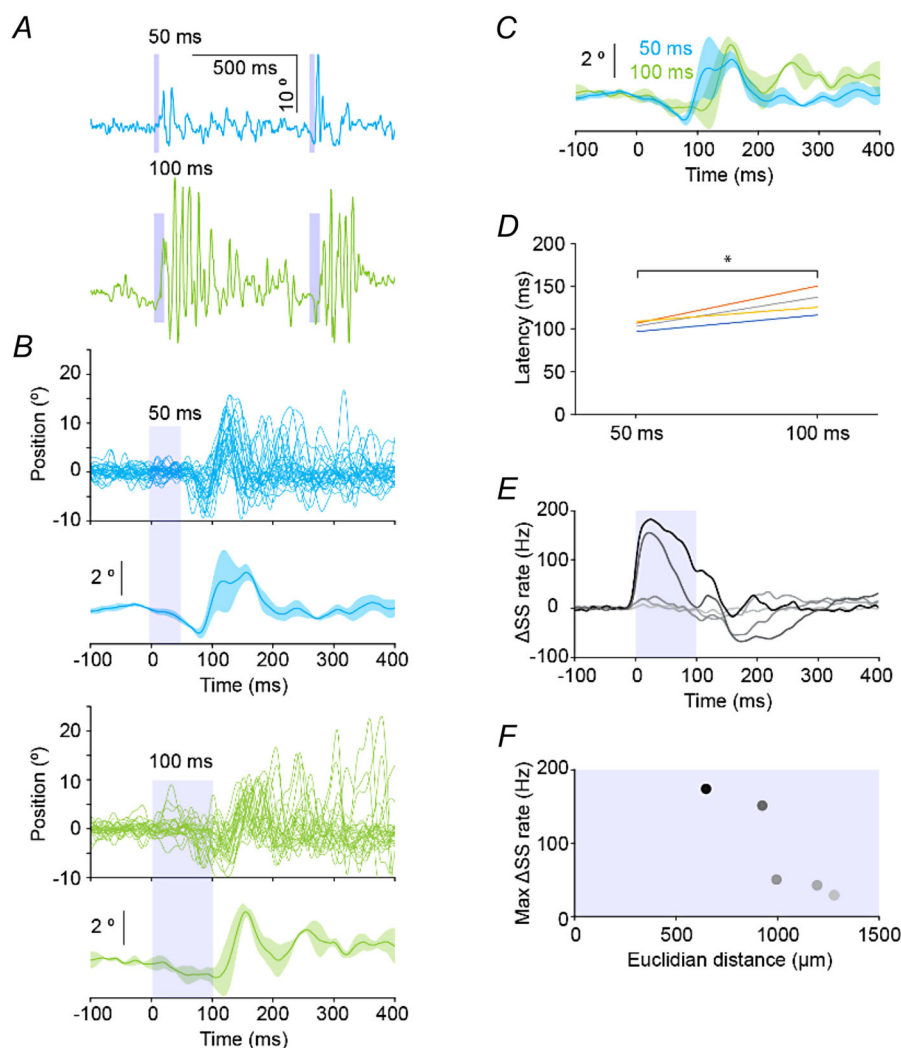 A
50 ms
500 ms
10 º
100 ms
B
Position (º)
20
10
0
-10
50 ms
2 º
-100 0 100 200 300 400
Time (ms)
Position (º)
20
10
0
-10
100 ms
2 º
-100 0 100 200 300 400
Time (ms)
C
2 º
50 ms
100 ms
-100 0 100 200 300 400
Time (ms)
D
Latency (ms)
200
150
100
50
0
*
50 ms 100 ms
E
ΔSS rate (Hz)
200
100
0
-100
-100 0 100 200 300 400
Time (ms)
F
Max ΔSS rate (Hz)
200
100
0
0 500 1000 1500
Euclidian distance (µm)